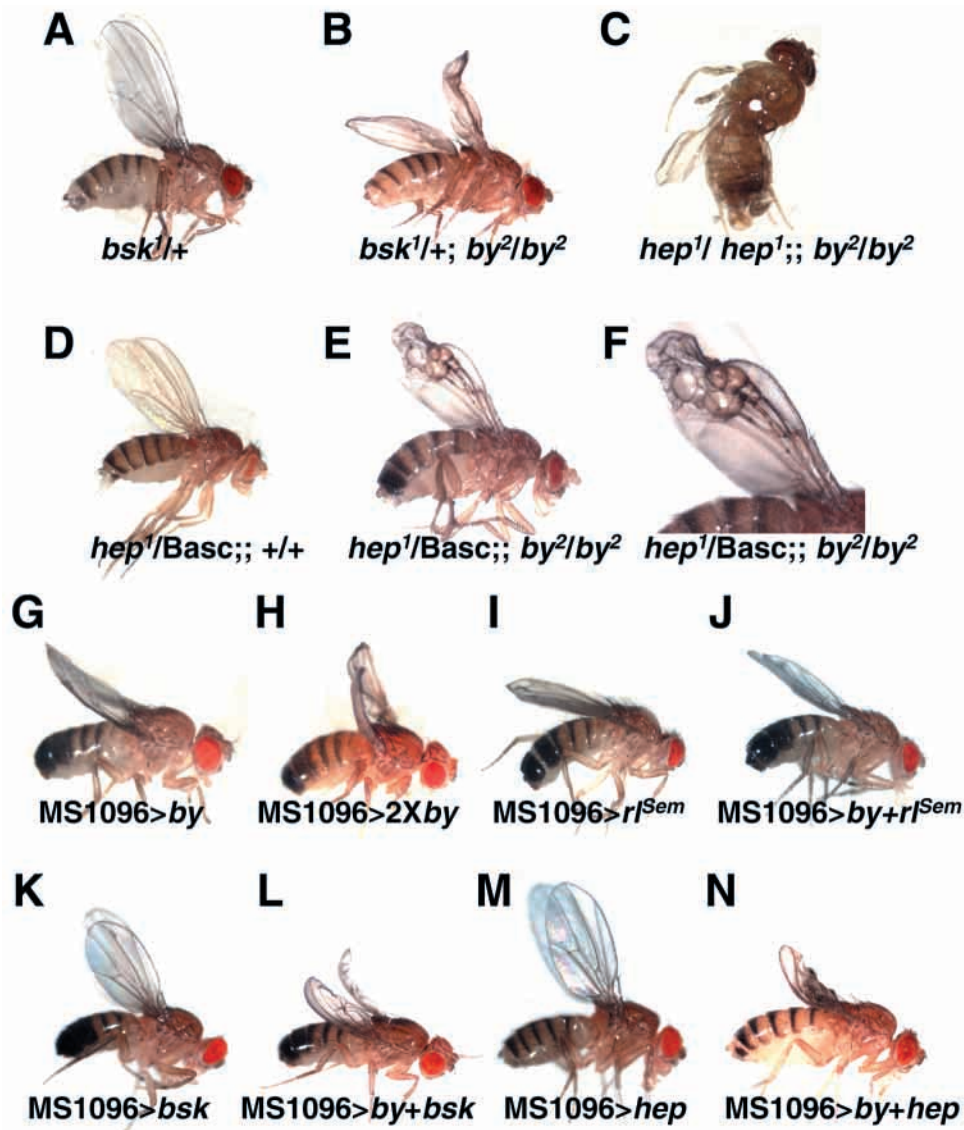 A B C
bsk¹/+ bsk¹/+; by²/by² hep¹/ hep¹;; by²/by²
D E F
hep¹/Basc;; +/+ hep¹/Basc;; by²/by² hep¹/Basc;; by²/by²
G H I J
MS1096>by MS1096>2Xby MS1096>rlSem MS1096>by+rlSem
K L M N
MS1096>bsk MS1096>by+bsk MS1096>hep MS1096>by+hep